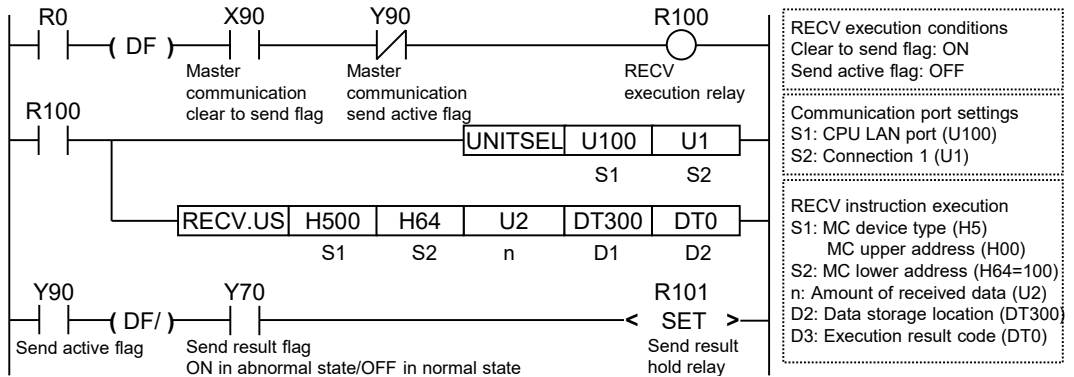 R0
( DF )
X90
Y90
R100
Master
communication
clear to send flag
Master
communication
send active flag
RECV
execution relay
RECV execution conditions
Clear to send flag: ON
Send active flag: OFF
R100
UNITSEL U100 U1
S1 S2
Communication port settings
S1: CPU LAN port (U100)
S2: Connection 1 (U1)
RECV.US H500 H64 U2 DT300 DT0
S1 S2 n D1 D2
RECV instruction execution
S1: MC device type (H5)
MC upper address (H00)
S2: MC lower address (H64=100)
n: Amount of received data (U2)
D2: Data storage location (DT300)
D3: Execution result code (DT0)
Y90
( DF/ )
Y70
R101
< SET >
Send active flag
Send result flag
ON in abnormal state/OFF in normal state
Send result
hold relay